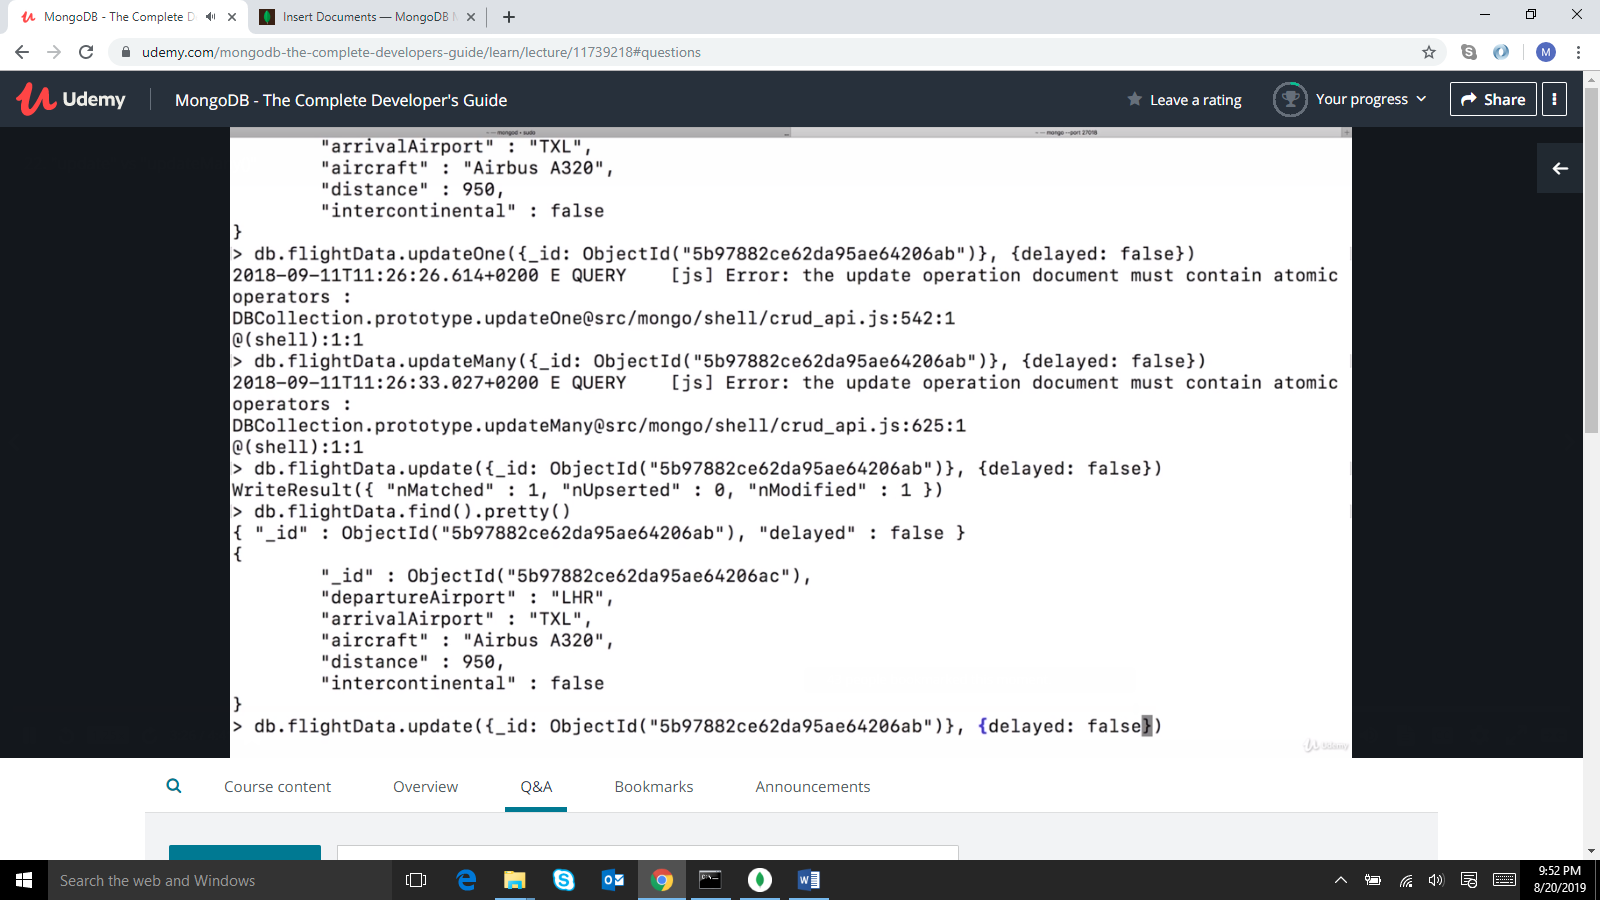 MongoDB - The Complete D
Insert Documents — MongoDB M
udemy.com/mongodb-the-complete-developers-guide/learn/lecture/11739218#questions
M
Udemy
MongoDB - The Complete Developer's Guide
Leave a rating
Your progress
Share
~ — mongod • sudo
~ — mongo --port 27018
"arrivalAirport" : "TXL",
"aircraft" : "Airbus A320",
"distance" : 950,
"intercontinental" : false
}
> db.flightData.updateOne({_id: ObjectId("5b97882ce62da95ae64206ab")}, {delayed: false})
2018-09-11T11:26:26.614+0200 E QUERY    [js] Error: the update operation document must contain atomic
operators :
DBCollection.prototype.updateOne@src/mongo/shell/crud_api.js:542:1
@(shell):1:1
> db.flightData.updateMany({_id: ObjectId("5b97882ce62da95ae64206ab")}, {delayed: false})
2018-09-11T11:26:33.027+0200 E QUERY    [js] Error: the update operation document must contain atomic
operators :
DBCollection.prototype.updateMany@src/mongo/shell/crud_api.js:625:1
@(shell):1:1
> db.flightData.update({_id: ObjectId("5b97882ce62da95ae64206ab")}, {delayed: false})
WriteResult({ "nMatched" : 1, "nUpserted" : 0, "nModified" : 1 })
> db.flightData.find().pretty()
{ "_id" : ObjectId("5b97882ce62da95ae64206ab"), "delayed" : false }
{
"_id" : ObjectId("5b97882ce62da95ae64206ac"),
"departureAirport" : "LHR",
"arrivalAirport" : "TXL",
"aircraft" : "Airbus A320",
"distance" : 950,
"intercontinental" : false
}
> db.flightData.update({_id: ObjectId("5b97882ce62da95ae64206ab")}, {delayed: false})
Udemy
Course content
Overview
Q&A
Bookmarks
Announcements
Search the web and Windows
9:52 PM
8/20/2019